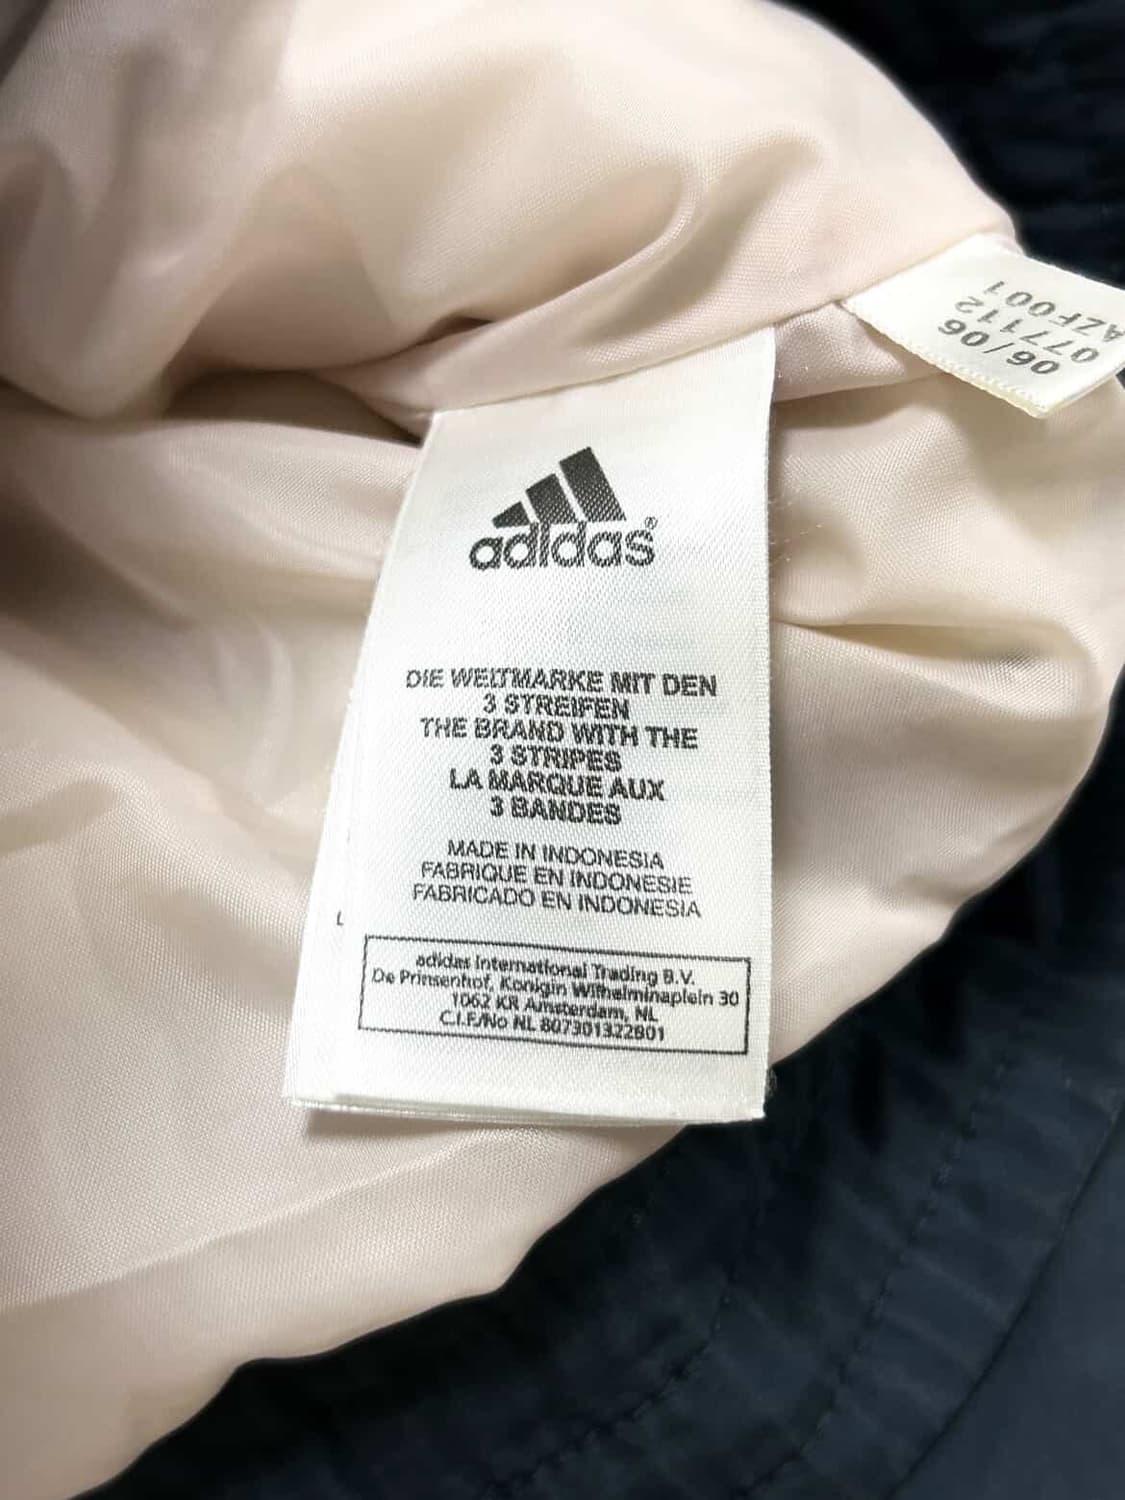 adidas®
DIE WELTMARKE MIT DEN
3 STREIFEN
THE BRAND WITH THE
3 STRIPES
LA MARQUE AUX
3 BANDES
MADE IN INDONESIA
FABRIQUE EN INDONESIE
FABRICADO EN INDONESIA
adidas International Trading B.V.
De Prinsenhof, Konigin Wilhelminaplein 30
1062 KR Amsterdam, NL
C.I.F./No NL 807301322B01
L
06/06
077112
AZF001